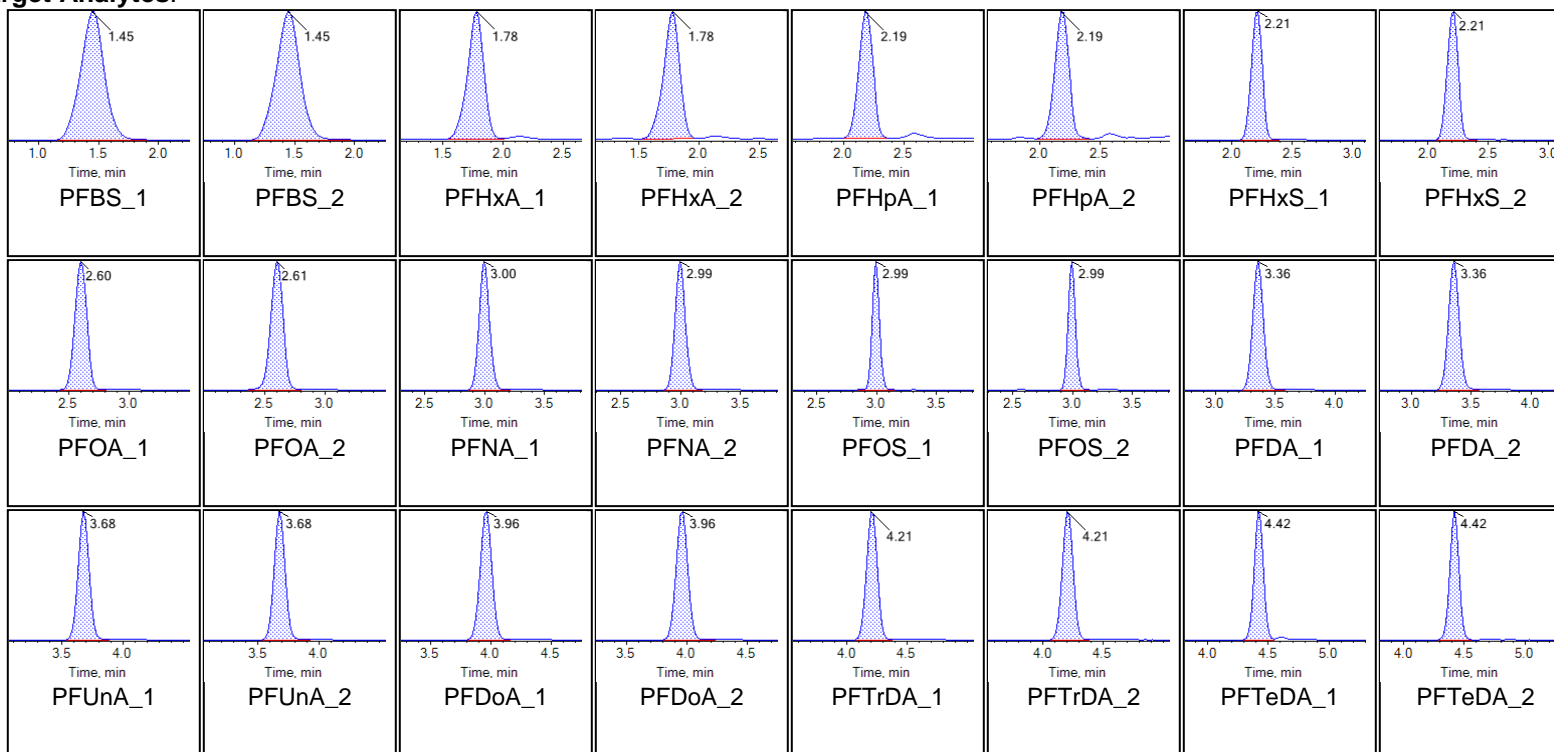 rget Analytes:
1.45 1.45 1.78 1.78 2.19 2.19 2.21 2.21
1.0 1.5 2.0 1.0 1.5 2.0 1.5 2.0 2.5 1.5 2.0 2.5 2.0 2.5 2.0 2.5 2.0 2.5 3.0 2.0 2.5 3.0
Time, min Time, min Time, min Time, min Time, min Time, min Time, min Time, min
PFBS_1 PFBS_2 PFHxA_1 PFHxA_2 PFHpA_1 PFHpA_2 PFHxS_1 PFHxS_2
2.60 2.61 3.00 2.99 2.99 2.99 3.36 3.36
2.5 3.0 2.5 3.0 2.5 3.0 3.5 2.5 3.0 3.5 2.5 3.0 3.5 2.5 3.0 3.5 3.0 3.5 4.0 3.0 3.5 4.0
Time, min Time, min Time, min Time, min Time, min Time, min Time, min Time, min
PFOA_1 PFOA_2 PFNA_1 PFNA_2 PFOS_1 PFOS_2 PFDA_1 PFDA_2
3.68 3.68 3.96 3.96 4.21 4.21 4.42 4.42
3.5 4.0 3.5 4.0 3.5 4.0 4.5 3.5 4.0 4.5 4.0 4.5 4.0 4.5 4.0 4.5 5.0 4.0 4.5 5.0
Time, min Time, min Time, min Time, min Time, min Time, min Time, min Time, min
PFUnA_1 PFUnA_2 PFDoA_1 PFDoA_2 PFTrDA_1 PFTrDA_2 PFTeDA_1 PFTeDA_2